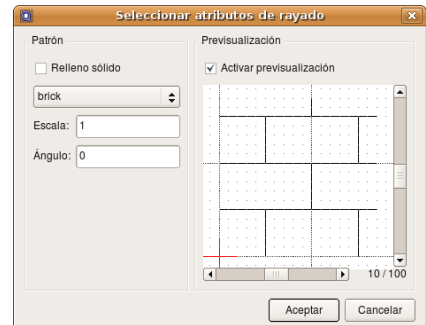 Seleccionar atributos de rayado
Patrón
Relleno sólido
brick
Escala: 1
Ángulo: 0
Previsualización
Activar previsualización
10 / 100
Aceptar
Cancelar